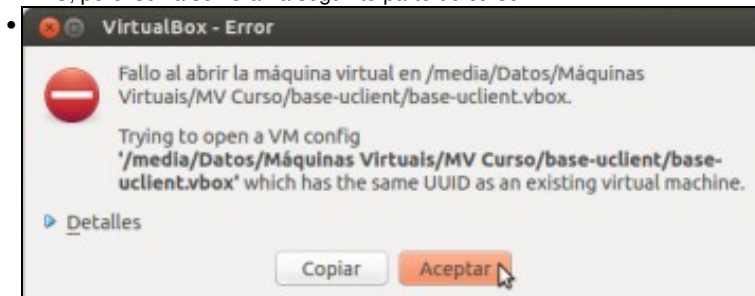 VirtualBox - Error
Fallo al abrir la máquina virtual en /media/Datos/Máquinas
Virtuais/MV Curso/base-uclient/base-uclient.vbox.
Trying to open a VM config
'/media/Datos/Máquinas Virtuais/MV Curso/base-uclient/base-
uclient.vbox' which has the same UUID as an existing virtual machine.
Detalles
Copiar Aceptar